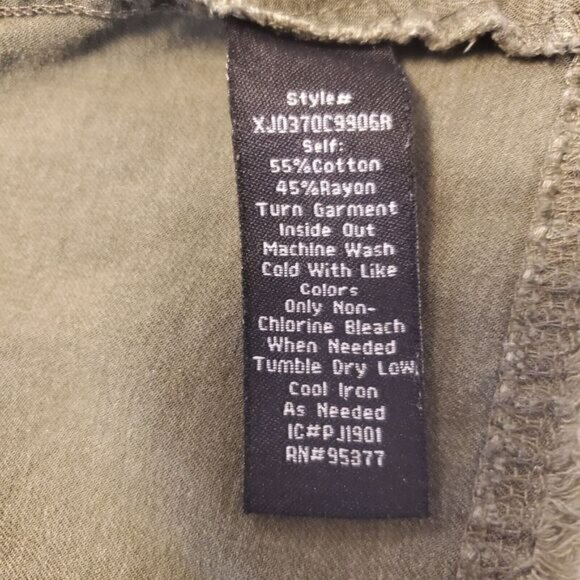 Style#
XJ0370C9906R
Self:
55%Cotton
45%Rayon
Turn Garment
Inside Out
Machine Wash
Cold With Like
Colors
Only Non-
Chlorine Bleach
When Needed
Tumble Dry Low,
Cool Iron
As Needed
IC#PJ1901
RN#95377